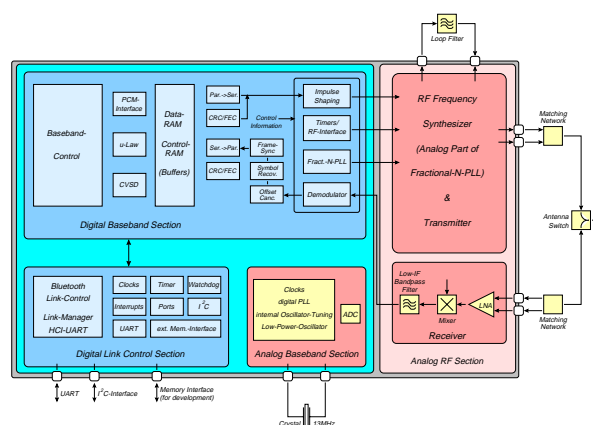 Loop Filter
Baseband-
Control
PCM-
Interface
u-Law
CVSD
Data-
RAM
Control-
RAM
(Buffers)
Par.->Ser.
CRC/FEC
Control
Information
Ser.->Par.
CRC/FEC
Frame-
Sync
Symbol
Recov.
Offset
Canc.
Impulse
Shaping
Timers/
RF-Interface
Fract.-N-PLL
Demodulator
Digital Baseband Section
RF Frequency
Synthesizer
(Analog Part of
Fractional-N-PLL)
&
Transmitter
Matching
Network
Antenna
Switch
Bluetooth
Link-Control
Link-Manager
HCI-UART
Clocks
Timer
Watchdog
Interrupts
Ports
I²C
UART
ext. Mem.-Interface
Digital Link Control Section
Clocks
digital PLL
internal Oscillator-Tuning
Low-Power-Oscillator
ADC
Analog Baseband Section
Low-IF
Bandpass
Filter
Mixer
LNA
Receiver
Analog RF Section
Matching
Network
UART
I²C-Interface
Memory Interface
(for development)
Crystal
13MHz